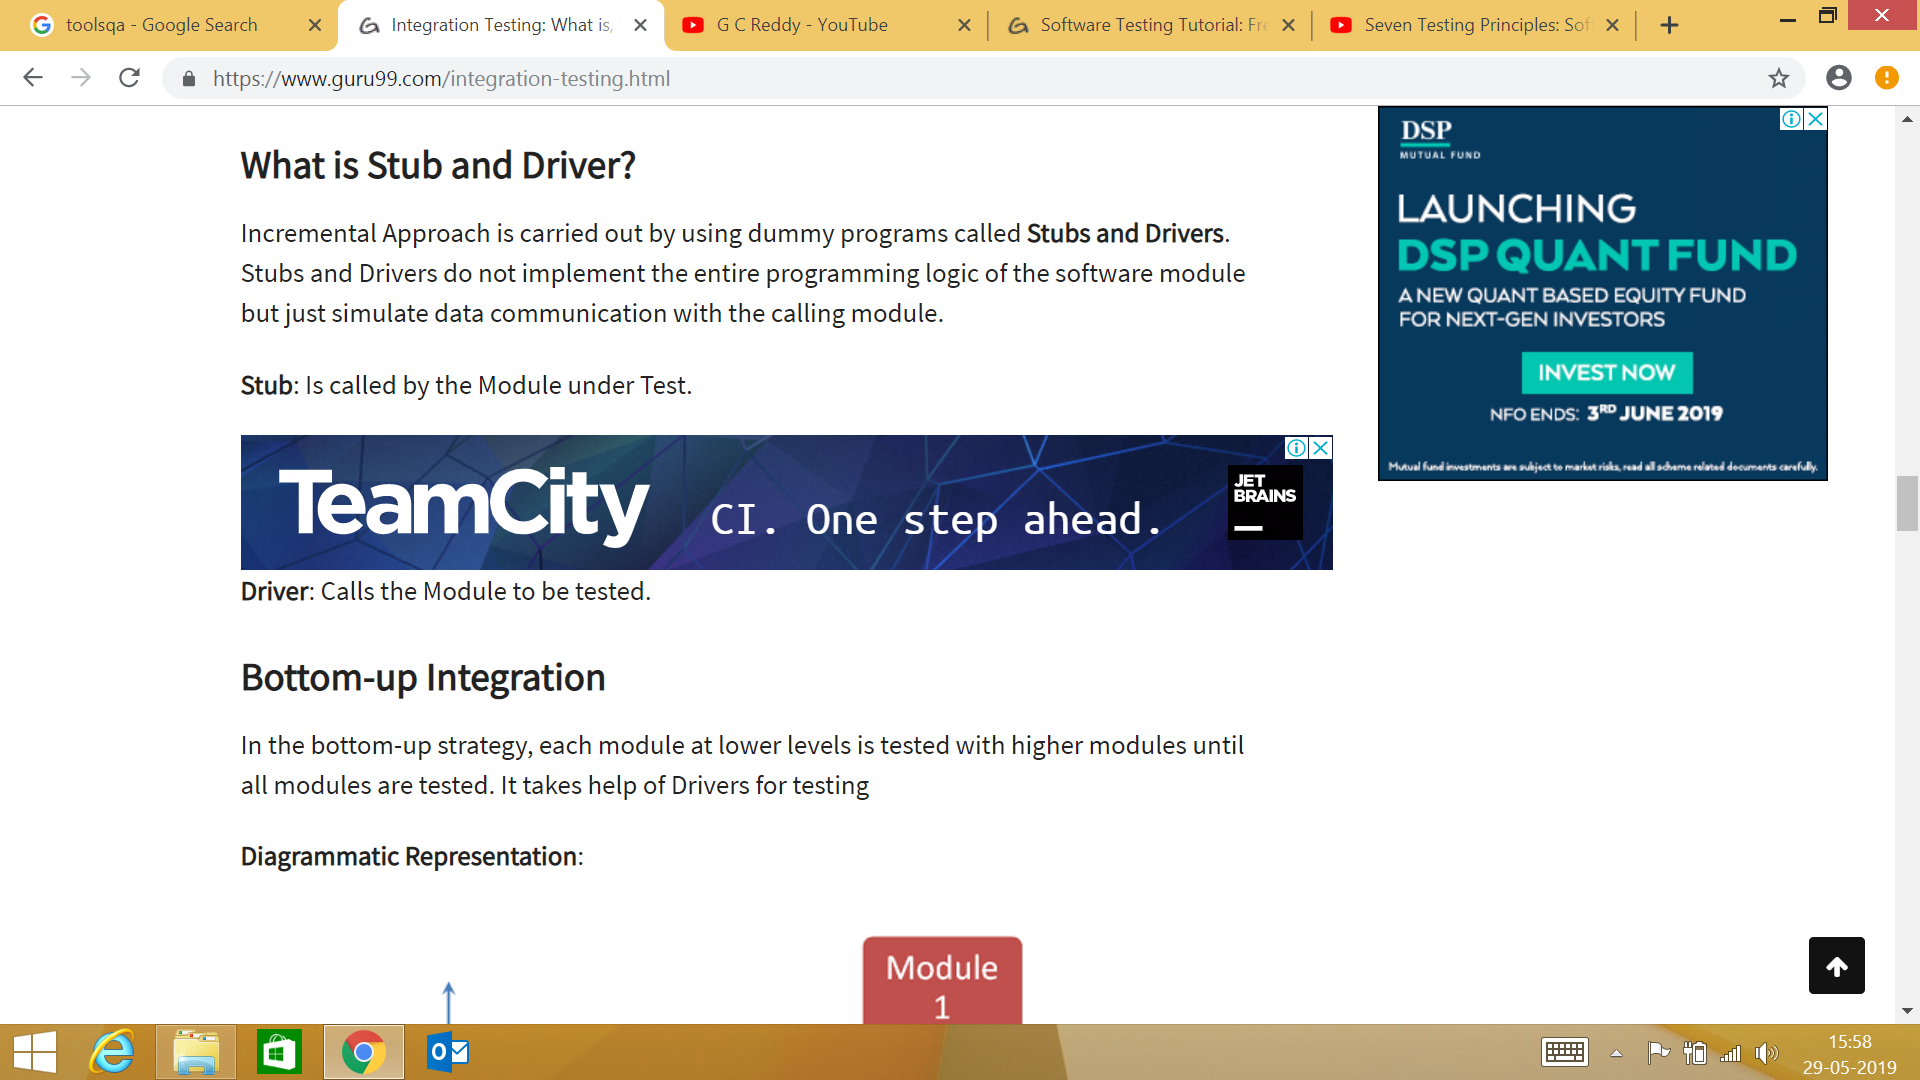 toolsqa - Google Search
Integration Testing: What is,
G C Reddy - YouTube
Software Testing Tutorial: Fre
Seven Testing Principles: Sof
https://www.guru99.com/integration-testing.html
What is Stub and Driver?
Incremental Approach is carried out by using dummy programs called Stubs and Drivers.
Stubs and Drivers do not implement the entire programming logic of the software module
but just simulate data communication with the calling module.
Stub: Is called by the Module under Test.
TeamCity
CI. One step ahead.
JET
BRAINS
Driver: Calls the Module to be tested.
Bottom-up Integration
In the bottom-up strategy, each module at lower levels is tested with higher modules until
all modules are tested. It takes help of Drivers for testing
Diagrammatic Representation:
Module
1
DSP
MUTUAL FUND
LAUNCHING
DSP QUANT FUND
A NEW QUANT BASED EQUITY FUND
FOR NEXT-GEN INVESTORS
INVEST NOW
NFO ENDS: 3RD JUNE 2019
Mutual fund investments are subject to market risks, read all scheme related documents carefully.
15:58
29-05-2019